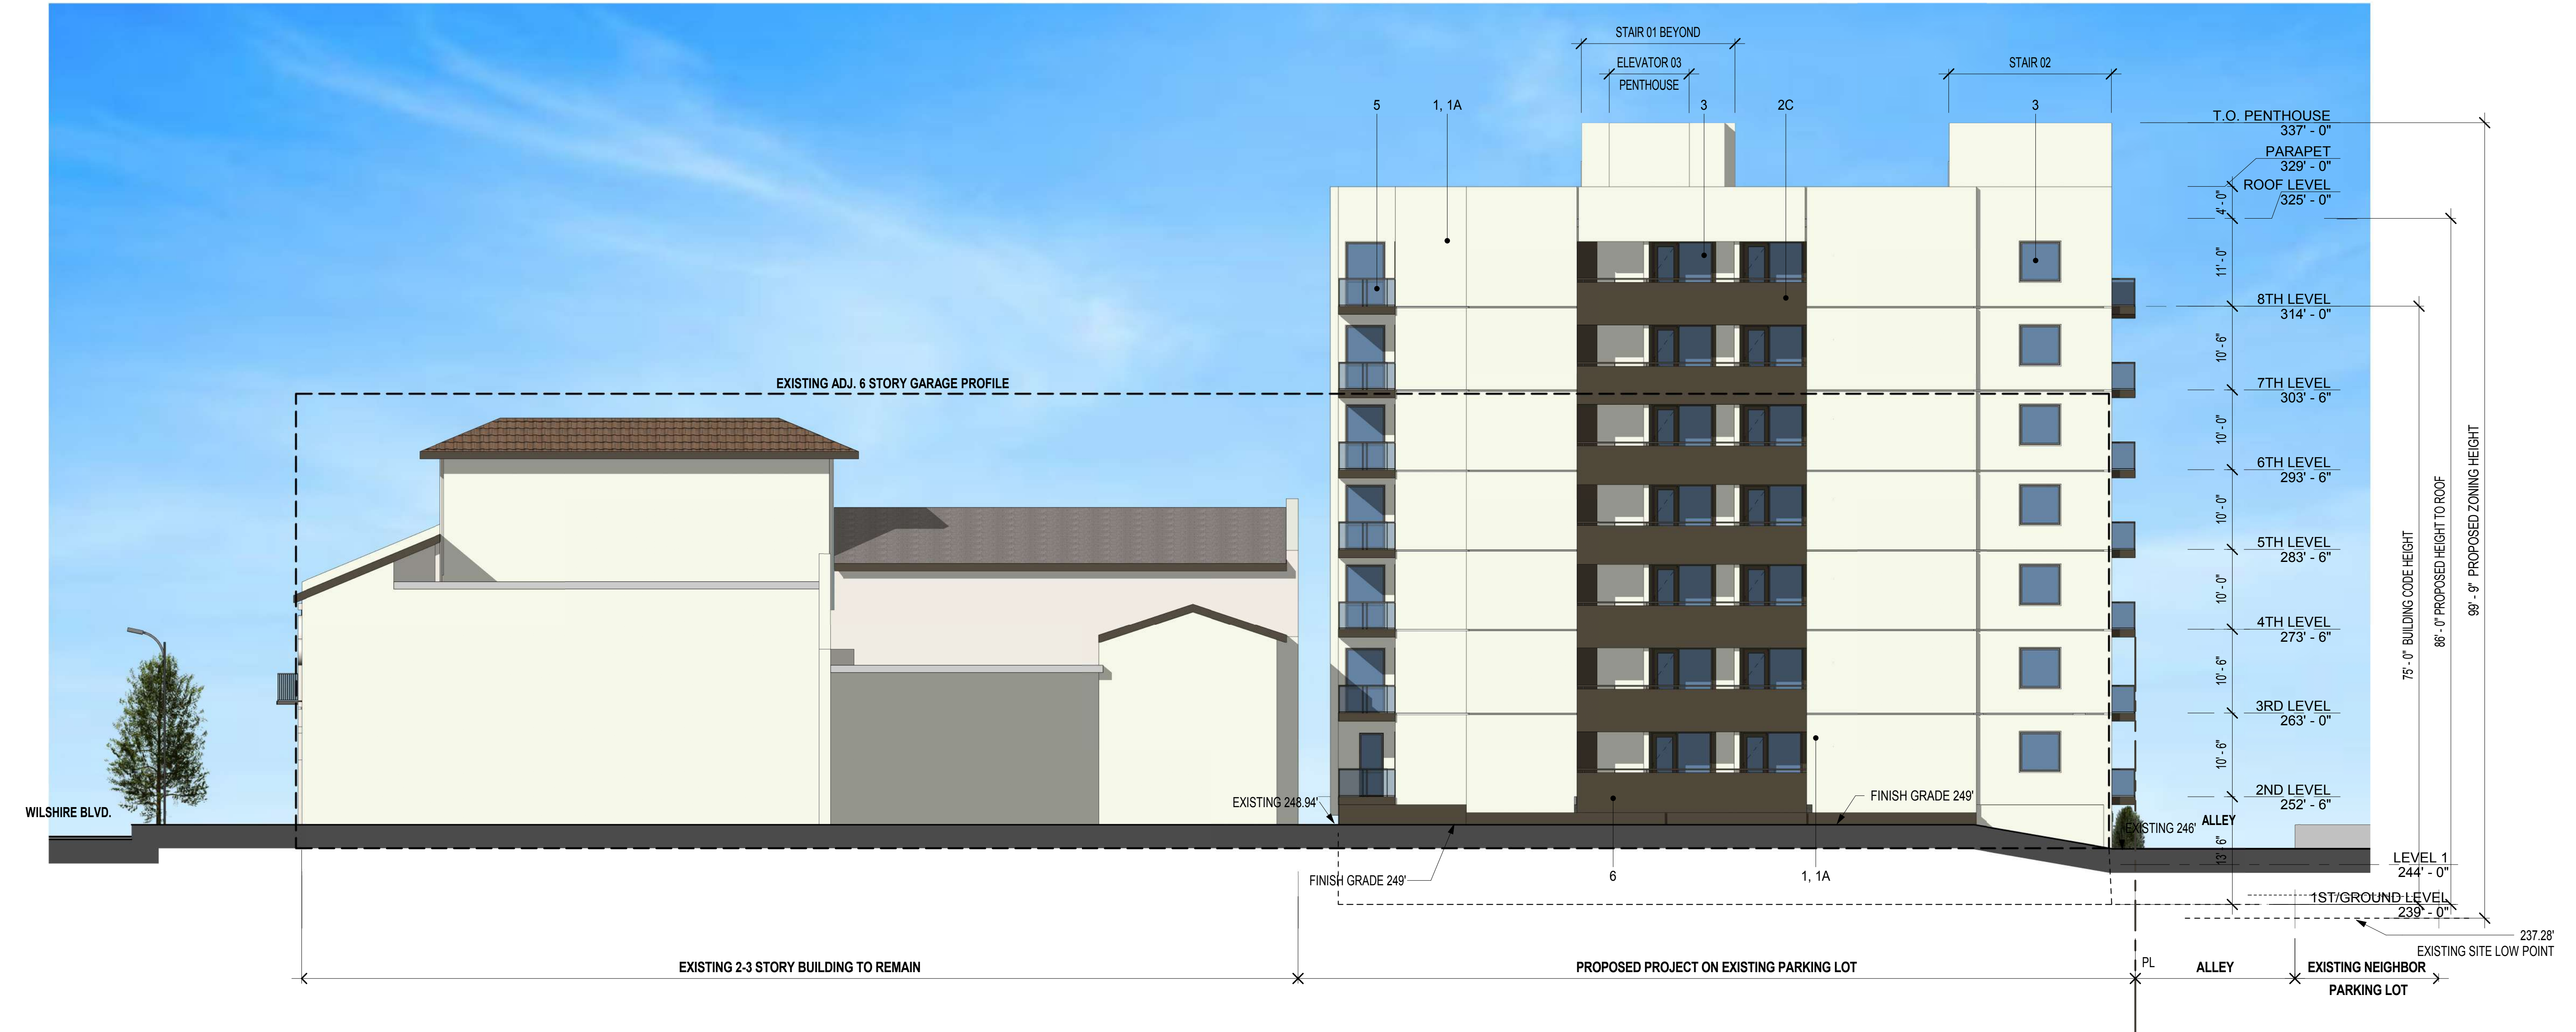 STAIR 01 BEYOND
ELEVATOR 03
PENTHOUSE
STAIR 02
5
1, 1A
3
2C
3
T.O. PENTHOUSE
337' - 0"
PARAPET
329' - 0"
ROOF LEVEL
325' - 0"
4' - 0"
11' - 0"
8TH LEVEL
314' - 0"
10' - 6"
EXISTING ADJ. 6 STORY GARAGE PROFILE
7TH LEVEL
303' - 6"
10' - 0"
6TH LEVEL
293' - 6"
10' - 0"
5TH LEVEL
283' - 6"
10' - 0"
4TH LEVEL
273' - 6"
10' - 6"
3RD LEVEL
263' - 0"
10' - 6"
2ND LEVEL
252' - 6"
13' - 6"
75' - 0" BUILDING CODE HEIGHT
86' - 0" PROPOSED HEIGHT TO ROOF
99' - 9" PROPOSED ZONING HEIGHT
WILSHIRE BLVD.
EXISTING 248.94'
FINISH GRADE 249'
EXISTING 246'
ALLEY
LEVEL 1
244' - 0"
FINISH GRADE 249'
6
1, 1A
1ST/GROUND LEVEL
239' - 0"
237.28'
EXISTING SITE LOW POINT
EXISTING 2-3 STORY BUILDING TO REMAIN
PROPOSED PROJECT ON EXISTING PARKING LOT
PL
ALLEY
EXISTING NEIGHBOR
PARKING LOT